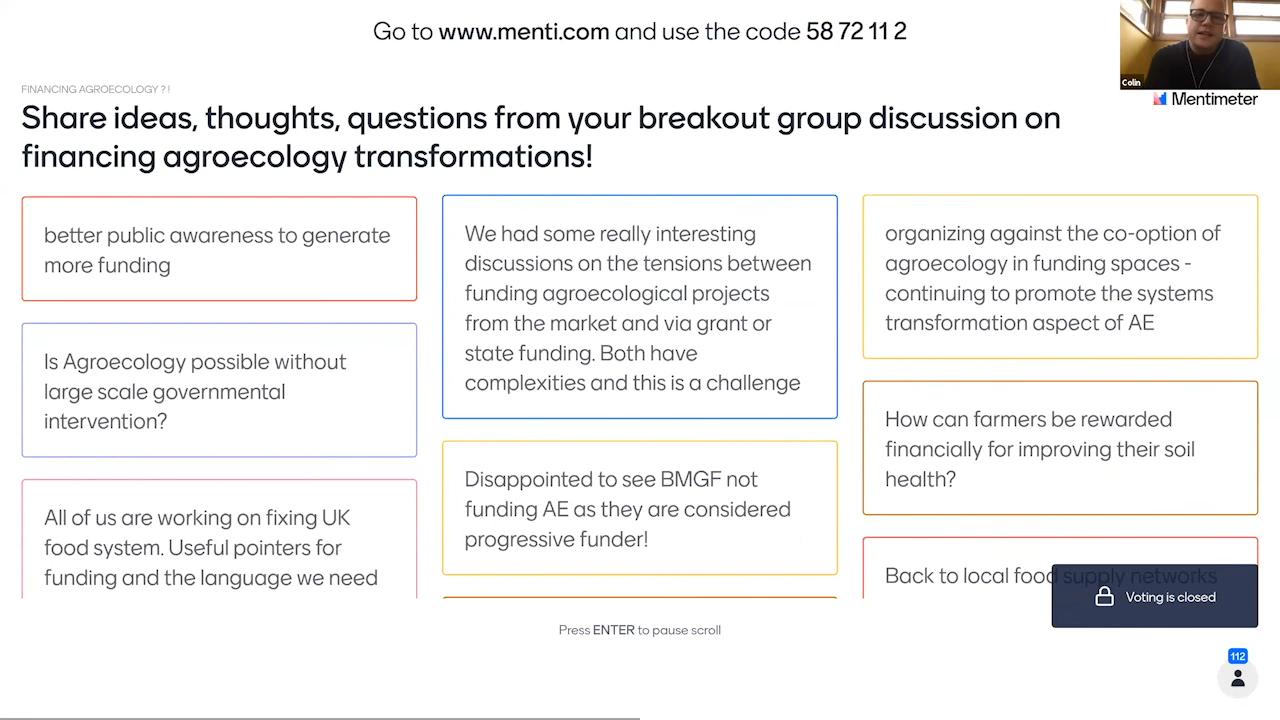 Go to www.menti.com and use the code 58 72 11 2
Colin
Mentimeter
FINANCING AGROECOLOGY ? !
Share ideas, thoughts, questions from your breakout group discussion on
financing agroecology transformations!
better public awareness to generate
more funding
Is Agroecology possible without
large scale governmental
intervention?
All of us are working on fixing UK
food system. Useful pointers for
funding and the language we need
We had some really interesting
discussions on the tensions between
funding agroecological projects
from the market and via grant or
state funding. Both have
complexities and this is a challenge
Disappointed to see BMGF not
funding AE as they are considered
progressive funder!
organizing against the co-option of
agroecology in funding spaces -
continuing to promote the systems
transformation aspect of AE
How can farmers be rewarded
financially for improving their soil
health?
Back to local food supply networks
Voting is closed
Press ENTER to pause scroll
112